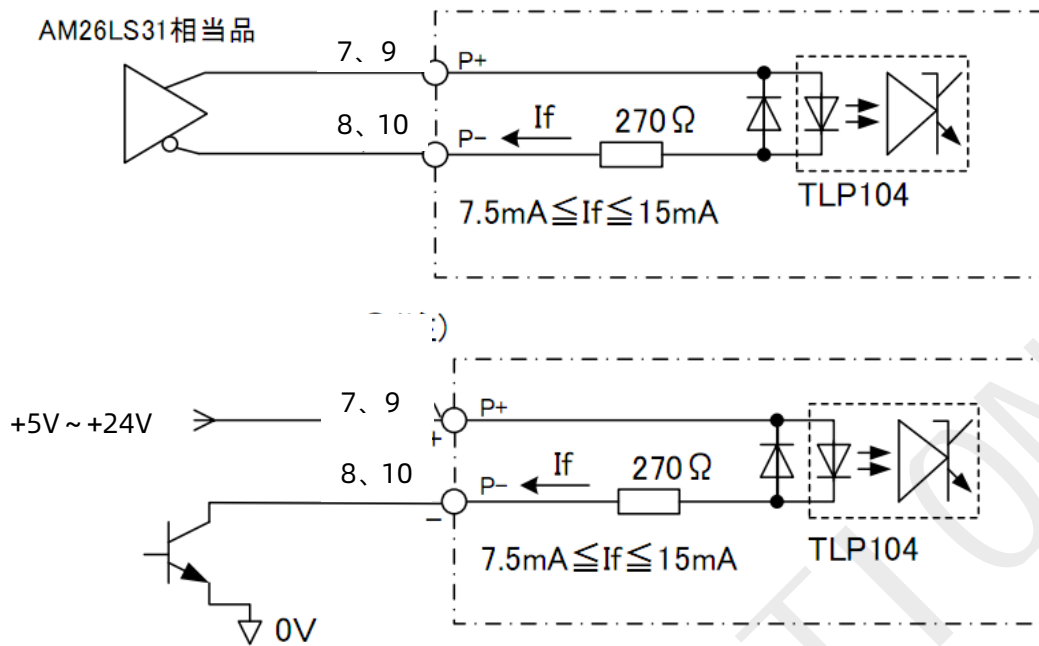 AM26LS31相当品
7、9
P+
8、10
P-
If
270Ω
TLP104
7.5mA≦If≦15mA
+5V~+24V
7、9
P+
+
8、10
P-
If
270Ω
−
TLP104
7.5mA≦If≦15mA
0V
TION